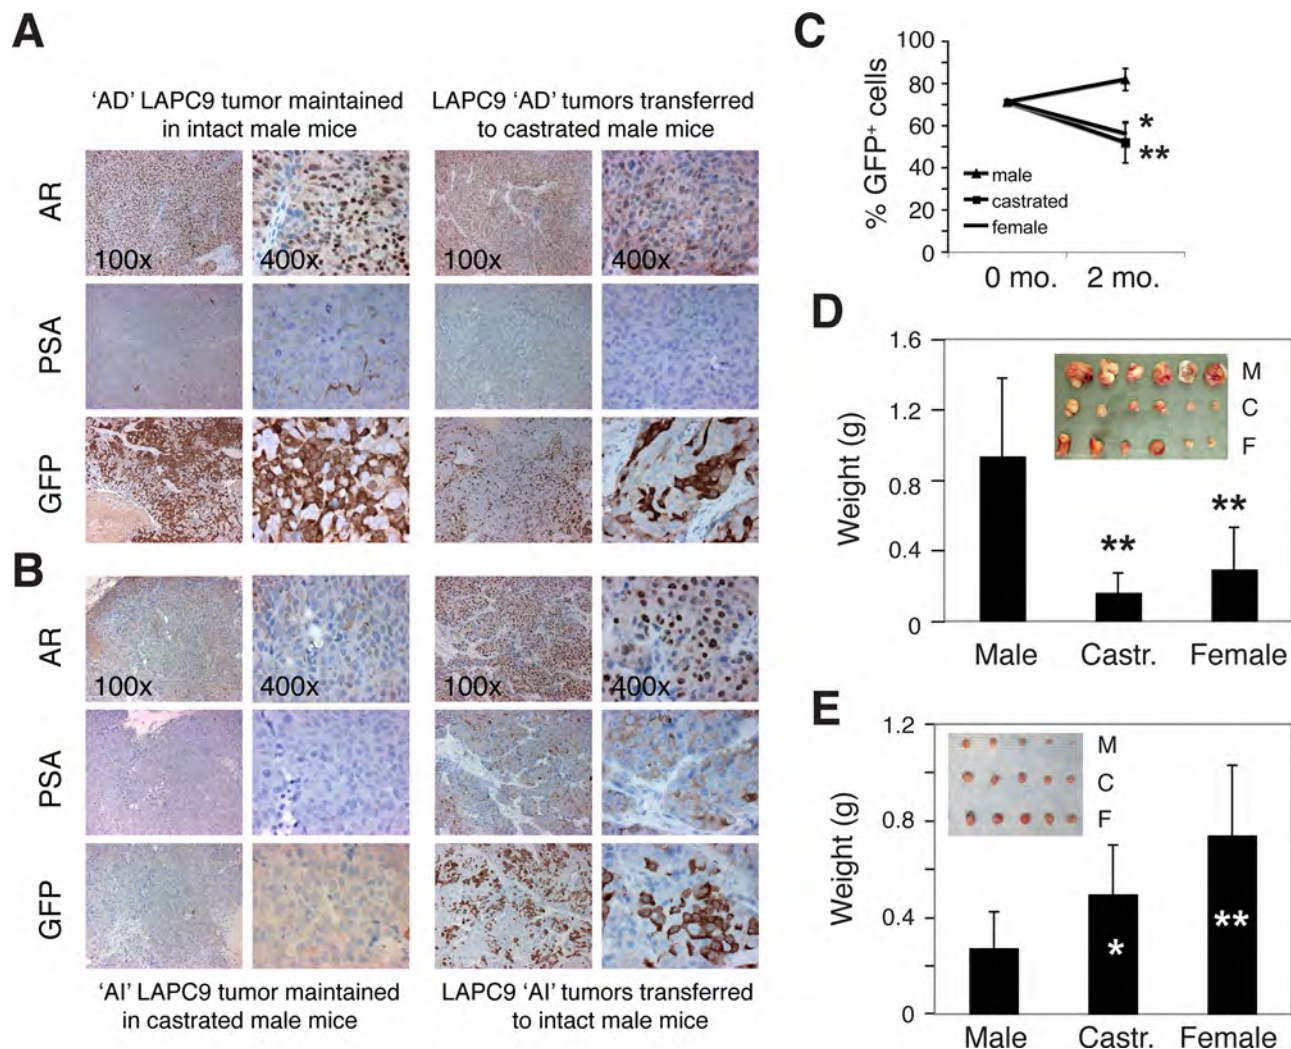 A
'AD' LAPC9 tumor maintained
in intact male mice
LAPC9 'AD' tumors transferred
to castrated male mice
AR
100x
400x
100x
400x
PSA
GFP
B
AR
100x
400x
100x
400x
PSA
GFP
'AI' LAPC9 tumor maintained
in castrated male mice
LAPC9 'AI' tumors transferred
to intact male mice
C
% GFP+ cells
100
80
60
40
20
0
*
**
male
castrated
female
0 mo.
2 mo.
D
Weight (g)
1.6
1.2
0.8
0.4
0
M
C
F
**
**
Male
Castr.
Female
E
Weight (g)
1.2
0.8
0.4
0
M
C
F
*
**
Male
Castr.
Female